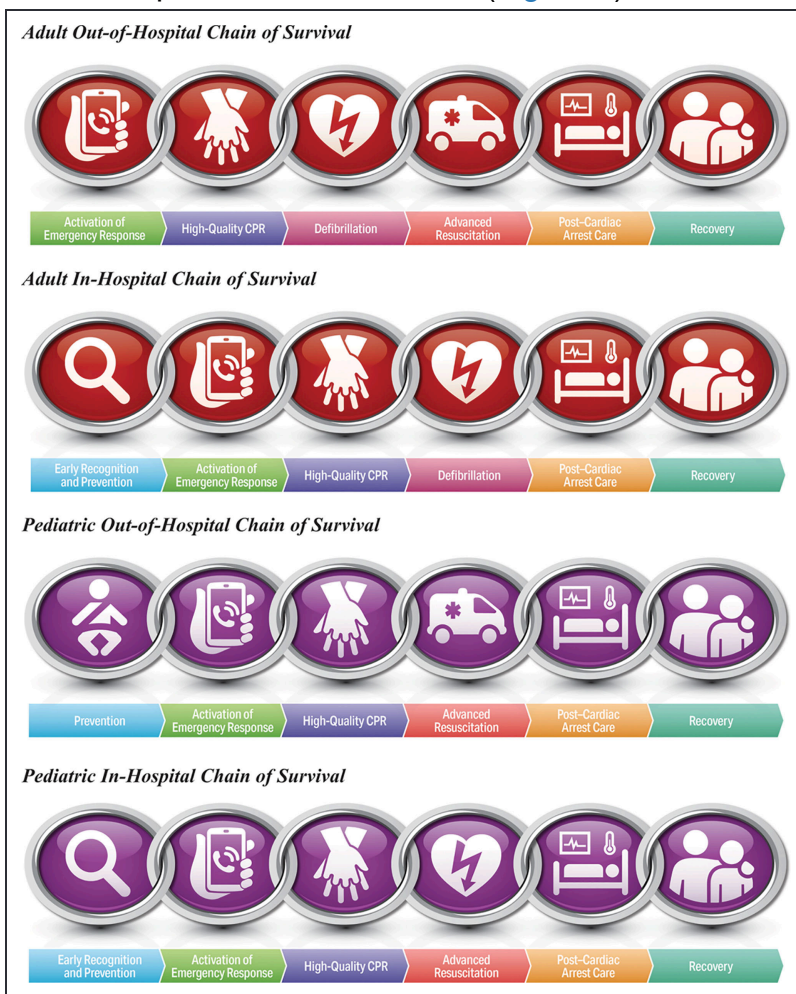 Adult Out-of-Hospital Chain of Survival
Activation of
Emergency Response
High-Quality CPR
Defibrillation
Advanced
Resuscitation
Post–Cardiac
Arrest Care
Recovery
Adult In-Hospital Chain of Survival
Early Recognition
and Prevention
Activation of
Emergency Response
High-Quality CPR
Defibrillation
Post–Cardiac
Arrest Care
Recovery
Pediatric Out-of-Hospital Chain of Survival
Prevention
Activation of
Emergency Response
High-Quality CPR
Advanced
Resuscitation
Post–Cardiac
Arrest Care
Recovery
Pediatric In-Hospital Chain of Survival
Early Recognition
and Prevention
Activation of
Emergency Response
High-Quality CPR
Advanced
Resuscitation
Post–Cardiac
Arrest Care
Recovery